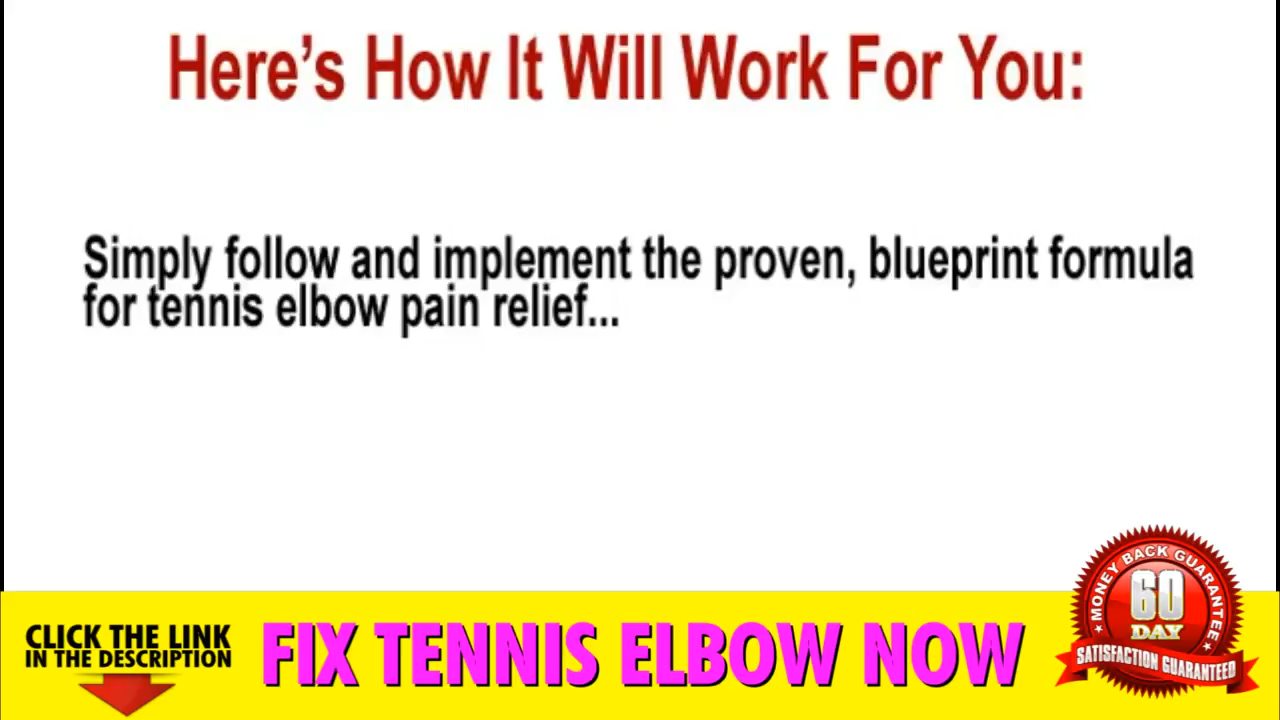 Here's How It Will Work For You:
Simply follow and implement the proven, blueprint formula
for tennis elbow pain relief...
CLICK THE LINK
IN THE DESCRIPTION
FIX TENNIS ELBOW NOW
MONEY BACK GUARANTEE
60
DAY
SATISFACTION GUARANTEED